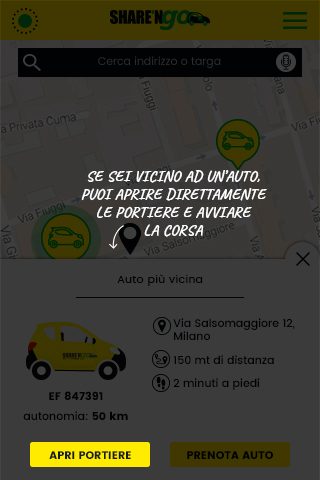 SHARE'NGO
Cerca indirizzo o targa
a Privata Cuma
Via Fiuggi
SE SEI VICINO AD UN'AUTO.
PUOI APRIRE DIRETTAMENTE
LE PORTIERE E AVVIARE
LA CORSA
Via Fiuggi
Via Salsomaggiore
Auto più vicina
Via Salsomaggiore 12,
Milano
SHARE'NGO
150 mt di distanza
2 minuti a piedi
EF 847391
autonomia: 50 km
APRI PORTIERE
PRENOTA AUTO